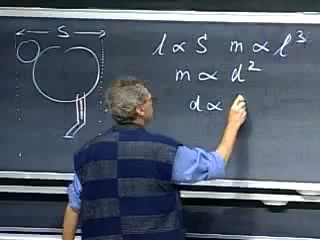 S
l ∝ S m ∝ l³
m ∝ d²
d ∝